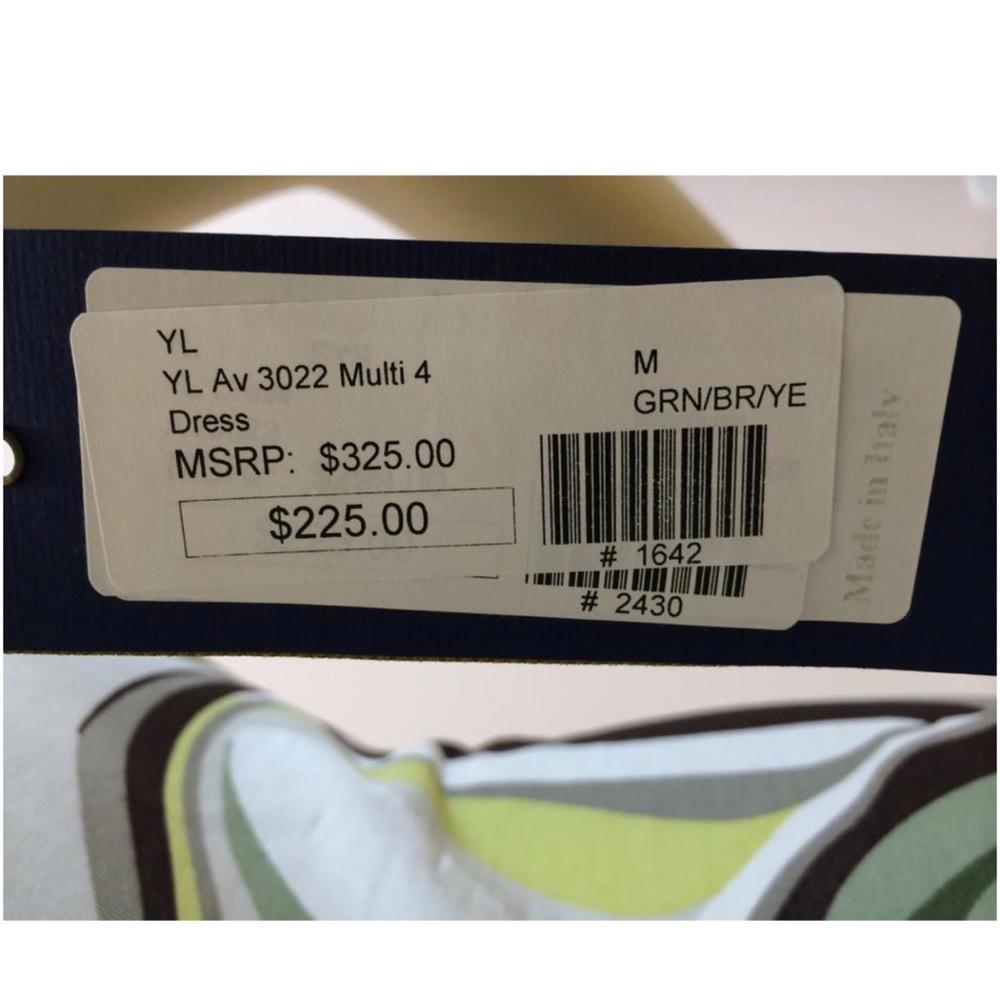 YL
YL Av 3022 Multi 4
Dress
MSRP: $325.00
$225.00
M
GRN/BR/YE
# 1642
# 2430
Made in Italy